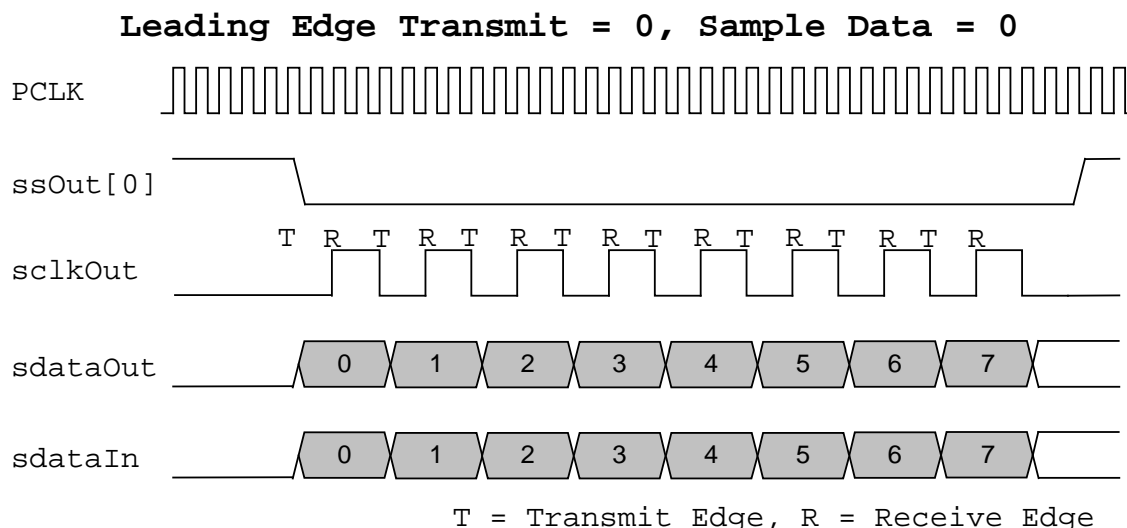 Leading Edge Transmit = 0, Sample Data = 0
PCLK
ssOut[0]
T R T R T R T R T R T R T R T R
sclkOut
sdataOut 0 1 2 3 4 5 6 7
sdataIn 0 1 2 3 4 5 6 7
T = Transmit Edge, R = Receive Edge